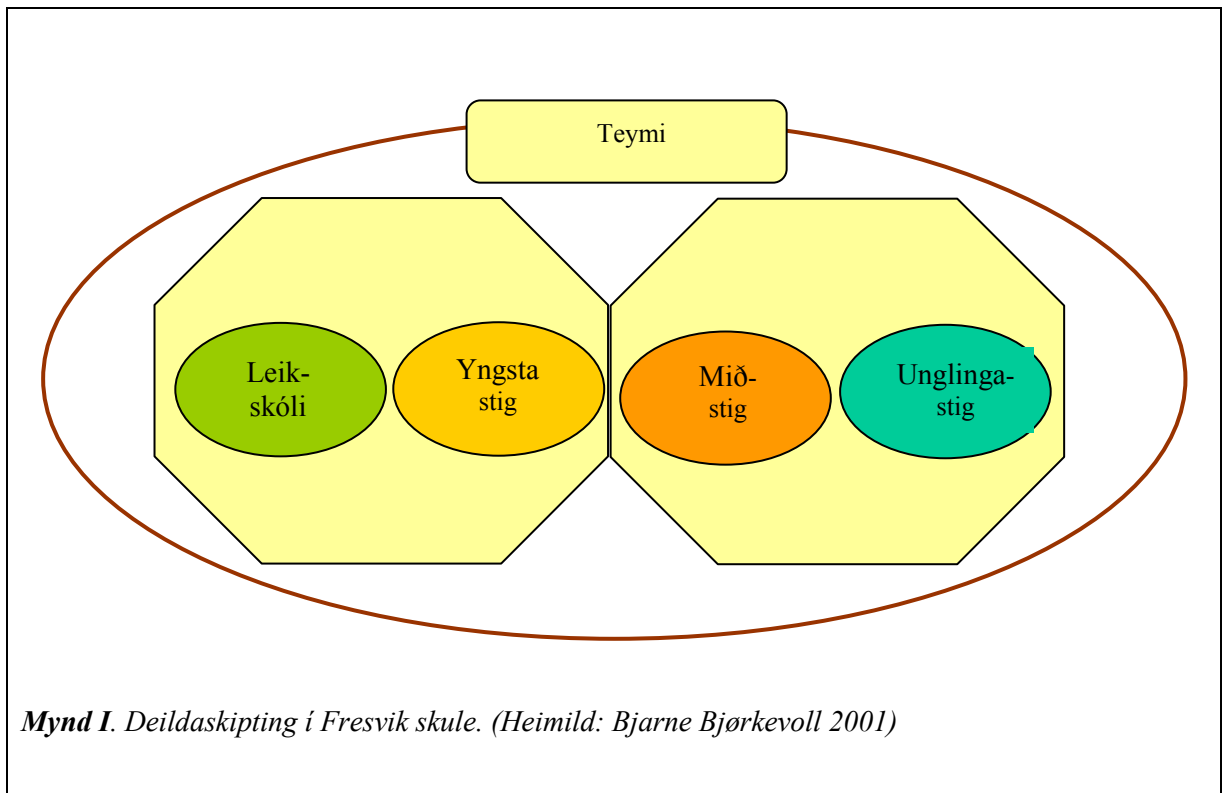 Teymi
Leik-
skóli
Yngsta
stig
Mið-
stig
Unglinga-
stig
Mynd I. Deildaskipting í Fresvik skule. (Heimild: Bjarne Bjørkevoll 2001)